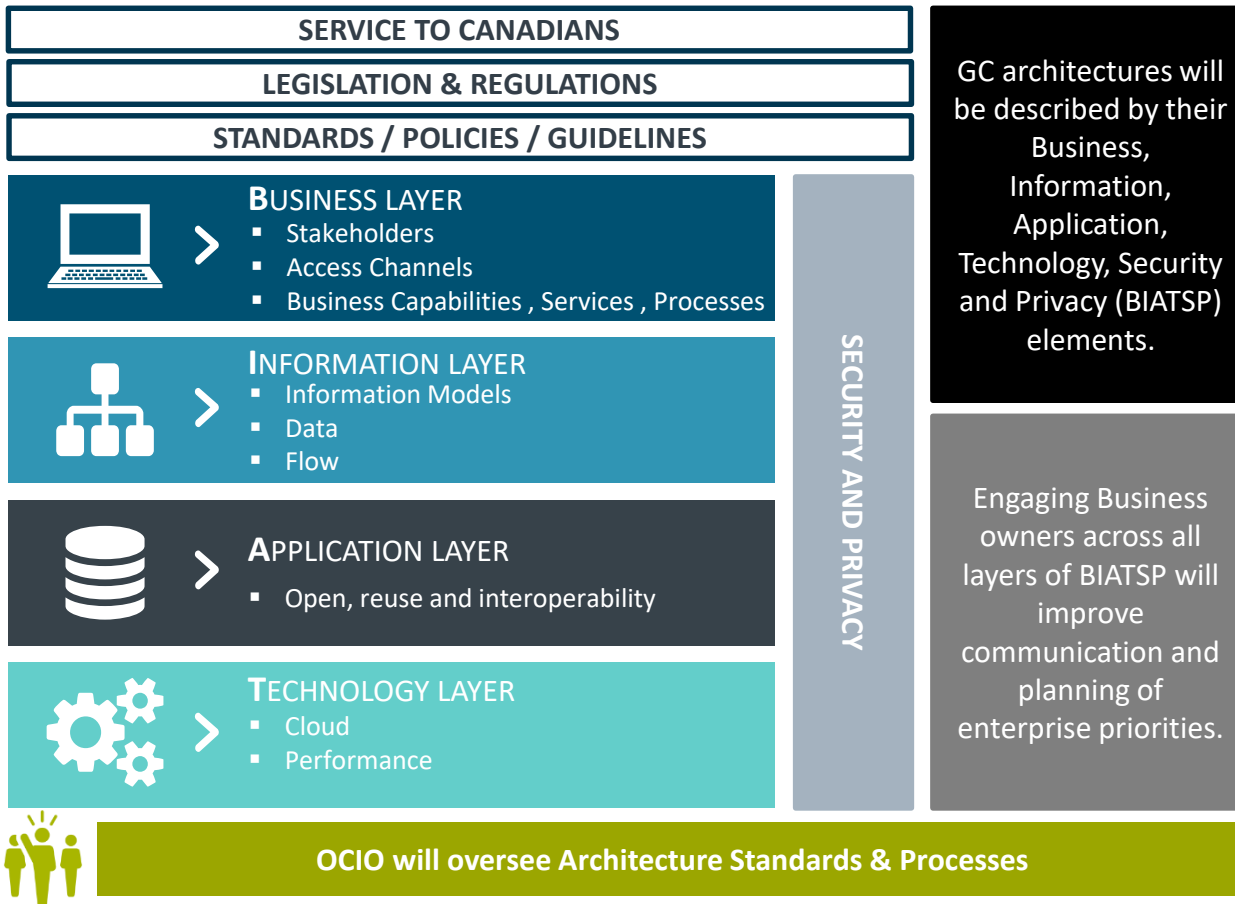 SERVICE TO CANADIANS
LEGISLATION & REGULATIONS
STANDARDS / POLICIES / GUIDELINES
BUSINESS LAYER
▪ Stakeholders
▪ Access Channels
▪ Business Capabilities , Services , Processes
INFORMATION LAYER
▪ Information Models
▪ Data
▪ Flow
APPLICATION LAYER
▪ Open, reuse and interoperability
TECHNOLOGY LAYER
▪ Cloud
▪ Performance
SECURITY AND PRIVACY
GC architectures will
be described by their
Business,
Information,
Application,
Technology, Security
and Privacy (BIATSP)
elements.
Engaging Business
owners across all
layers of BIATSP will
improve
communication and
planning of
enterprise priorities.
OCIO will oversee Architecture Standards & Processes